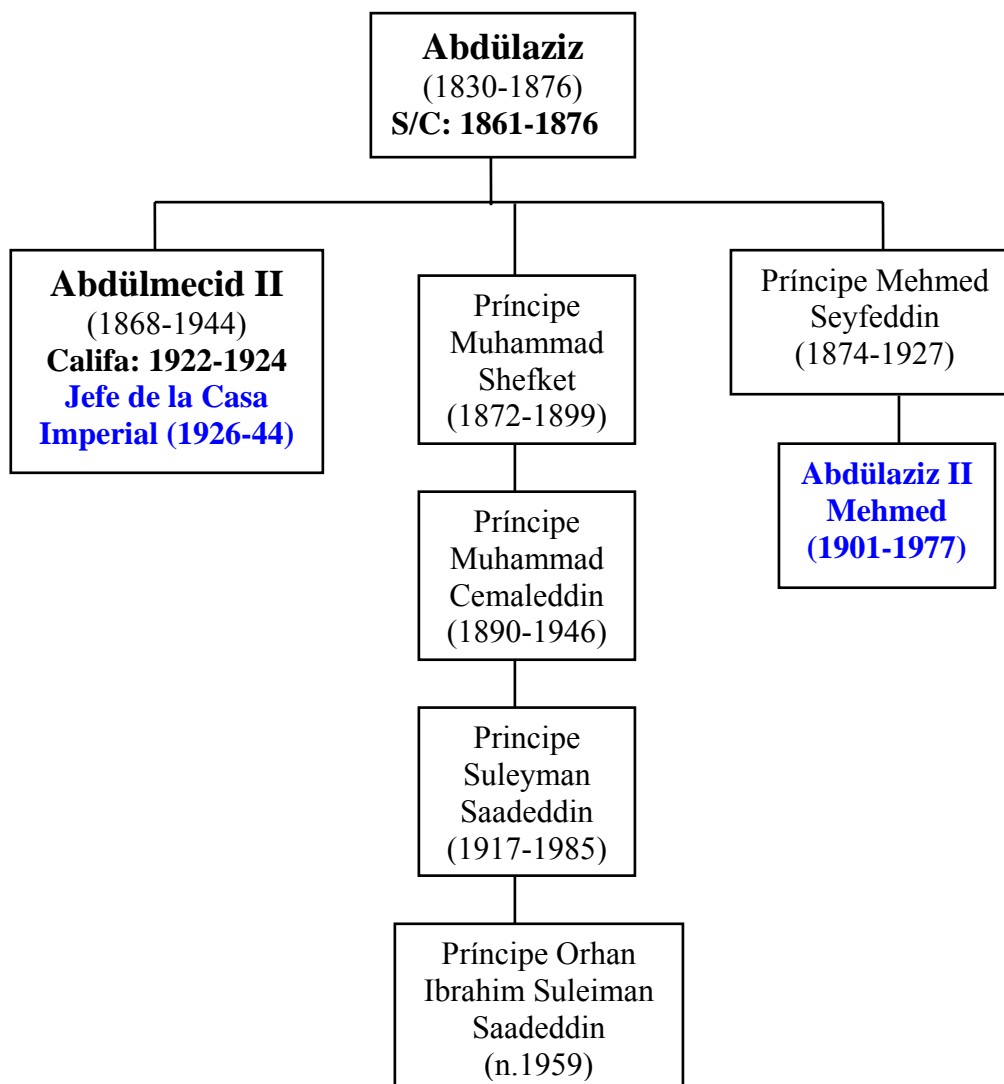 Abdülaziz
(1830-1876)
S/C: 1861-1876
Abdülmecid II
(1868-1944)
Califa: 1922-1924
Jefe de la Casa
Imperial (1926-44)
Príncipe
Muhammad
Shefket
(1872-1899)
Príncipe Mehmed
Seyfeddin
(1874-1927)
Abdülaziz II
Mehmed
(1901-1977)
Príncipe
Muhammad
Cemaleddin
(1890-1946)
Principe
Suleyman
Saadeddin
(1917-1985)
Príncipe Orhan
Ibrahim Suleiman
Saadeddin
(n.1959)